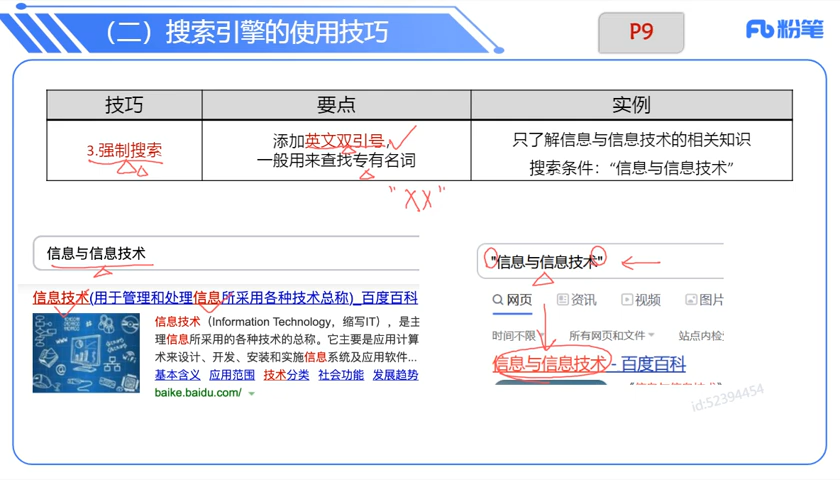 （二）搜索引擎的使用技巧
P9
粉笔
技巧
要点
实例
3.强制搜索
添加英文双引号，
一般用来查找专有名词
只了解信息与信息技术的相关知识
搜索条件：“信息与信息技术”
"XX"
信息与信息技术
信息技术(用于管理和处理信息所采用各种技术总称)_百度百科
信息技术（Information Technology，缩写IT），是主
理信息所采用的各种技术的总称。它主要是应用计算
术来设计、开发、安装和实施信息系统及应用软件...
基本含义 应用范围 技术分类 社会功能 发展趋势
baike.baidu.com/
"信息与信息技术"
网页 资讯 视频 图片
时间不限 所有网页和文件 站点内检
信息与信息技术 - 百度百科
id:52394454